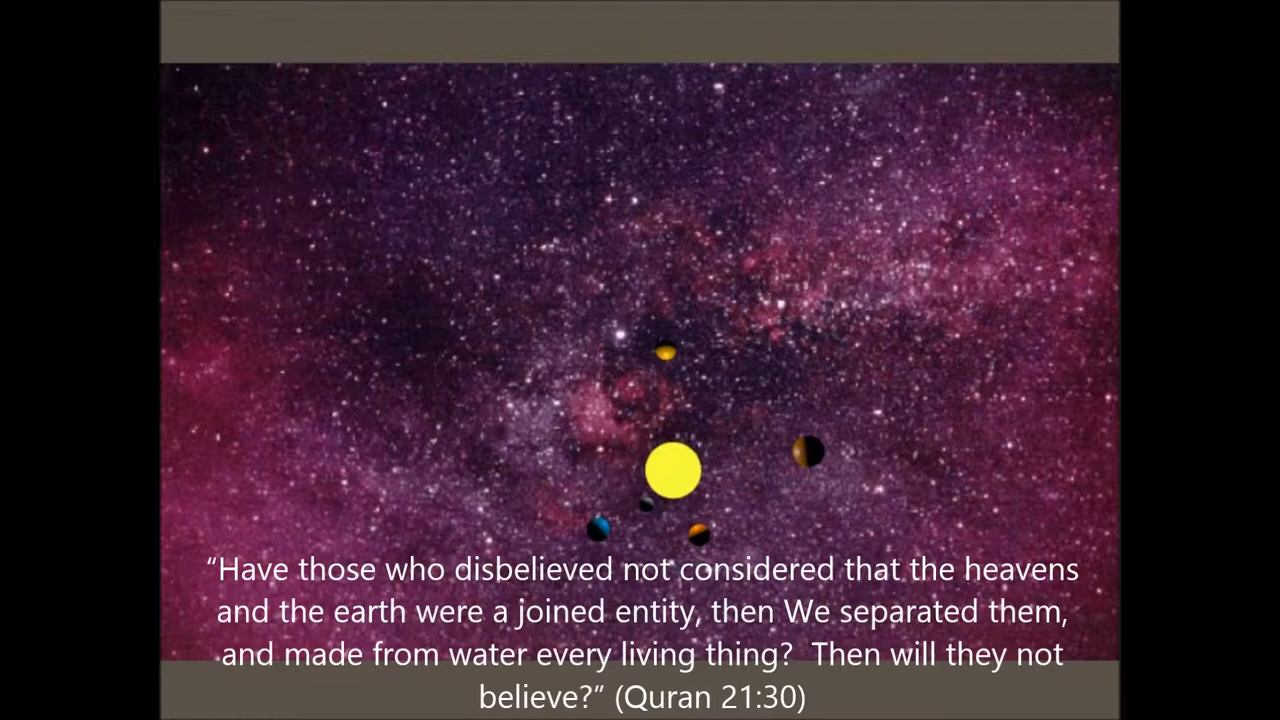 “Have those who disbelieved not considered that the heavens
and the earth were a joined entity, then We separated them,
and made from water every living thing?  Then will they not
believe?” (Quran 21:30)